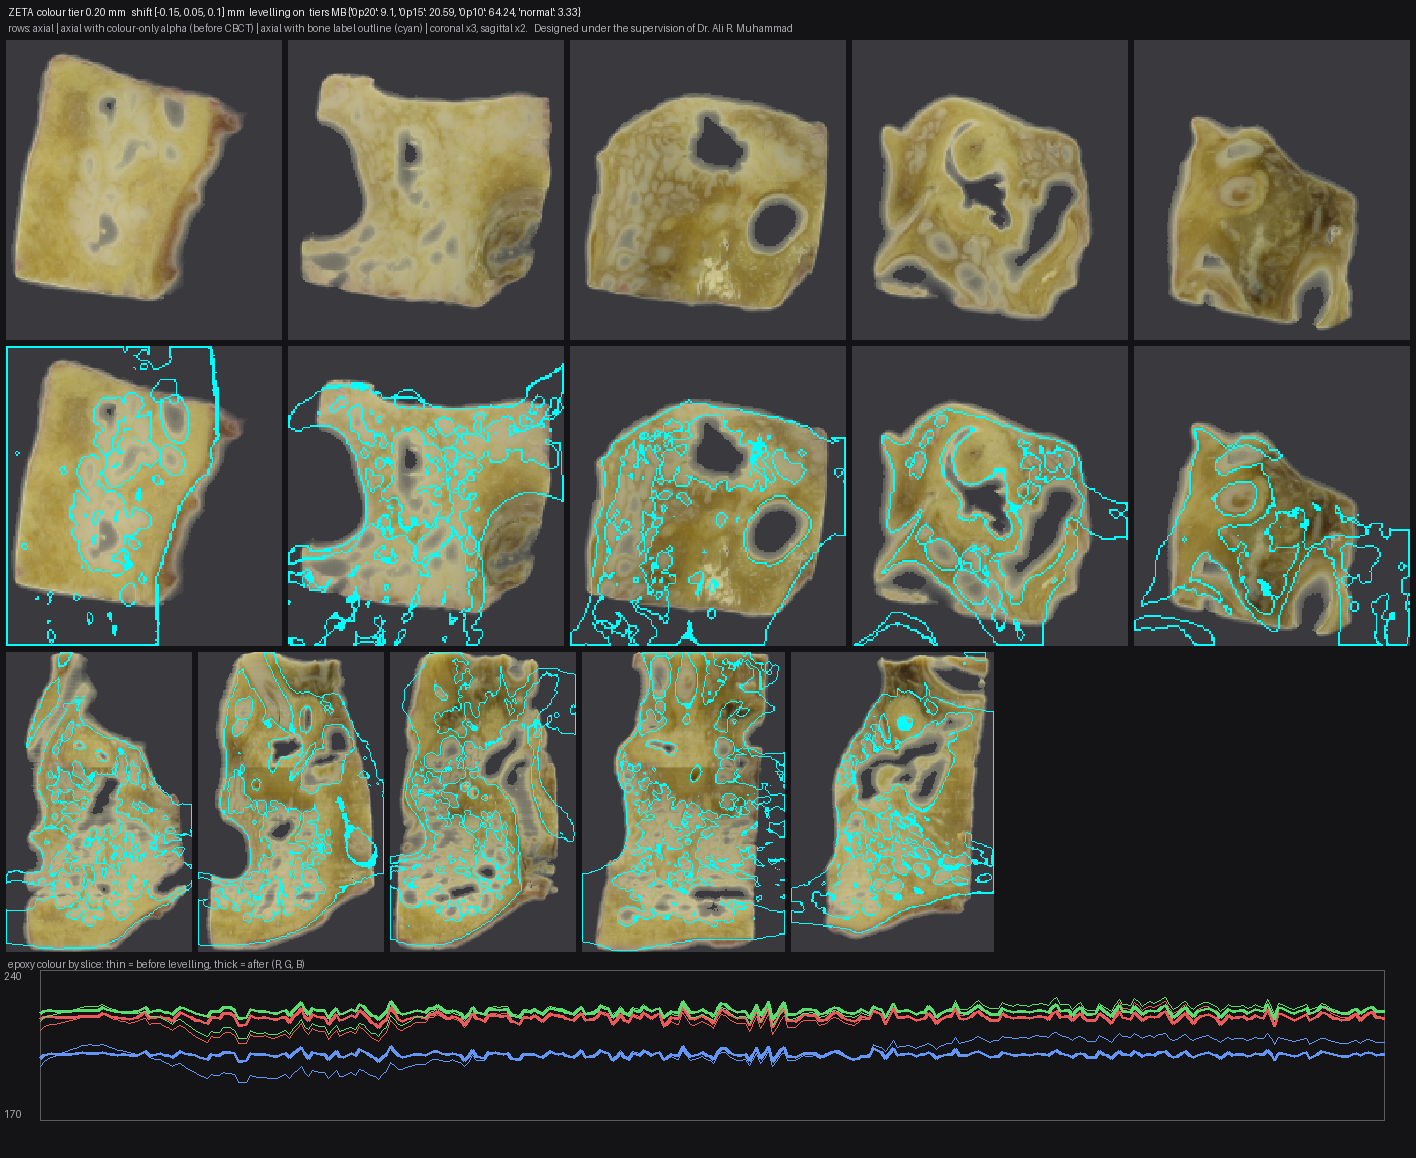 ZETA colour tier 0.20 mm  shift [-0.15, 0.05, 0.1] mm  levelling on  tiers MB {'0p20': 9.1, '0p15': 20.59, '0p10': 64.24, 'normal': 3.33}
rows: axial | axial with colour-only alpha (before CBCT) | axial with bone label outline (cyan) | coronal x3, sagittal x2.  Designed under the supervision of Dr. Ali R. Muhammad
epoxy colour by slice: thin = before levelling, thick = after (R, G, B)
240
170